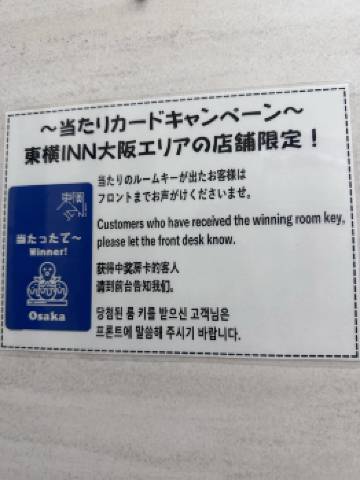 ～当たりカードキャンペーン～
東横INN大阪エリアの店舗限定！
東横
INN
当たったで～
Winner!
Osaka
当たりのルームキーが出たお客様は
フロントまでお声がけくださいませ。
Customers who have received the winning room key,
please let the front desk know.
获得中奖房卡的客人
请到前台告知我们。
당첨된 룸 키를 받으신 고객님은
프론트에 말씀해 주시기 바랍니다.